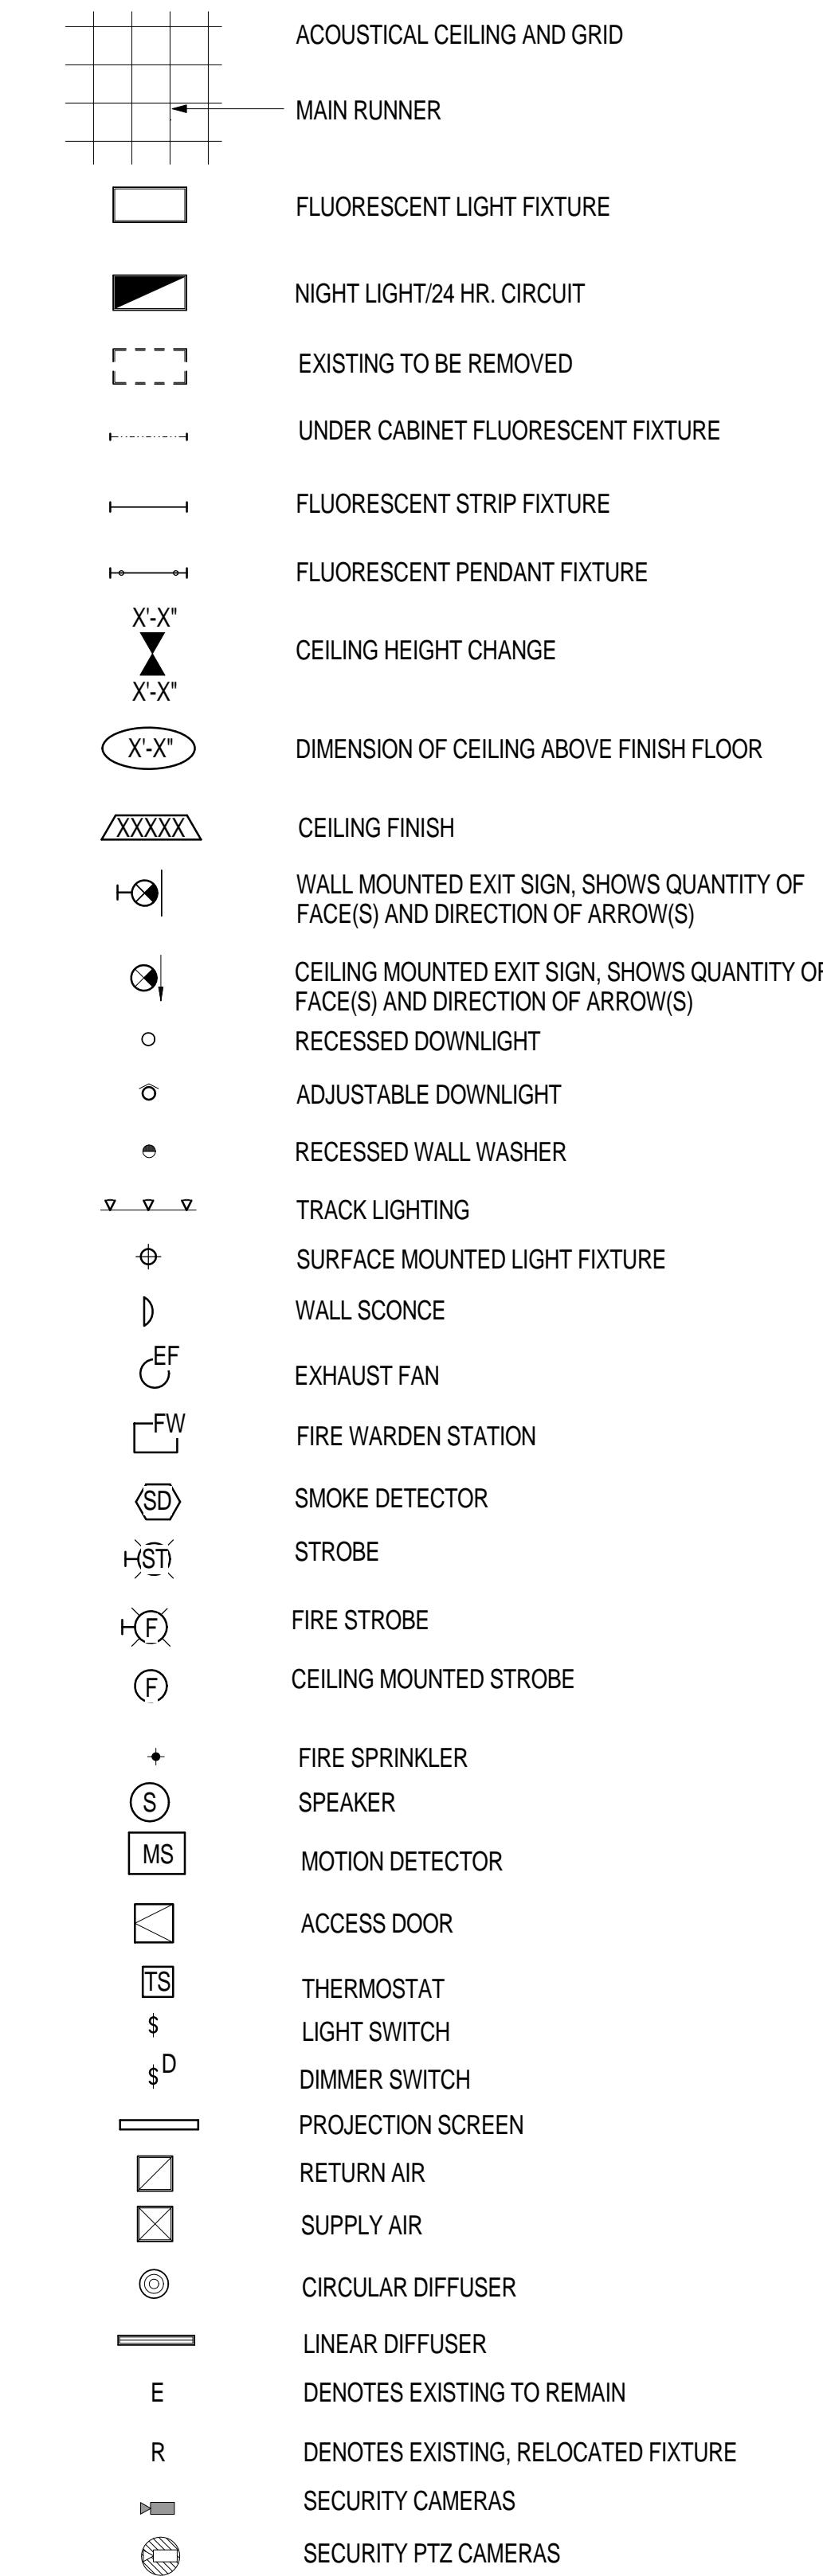 ACOUSTICAL CEILING AND GRID
MAIN RUNNER
FLUORESCENT LIGHT FIXTURE
NIGHT LIGHT/24 HR. CIRCUIT
EXISTING TO BE REMOVED
UNDER CABINET FLUORESCENT FIXTURE
FLUORESCENT STRIP FIXTURE
FLUORESCENT PENDANT FIXTURE
X'-X"
CEILING HEIGHT CHANGE
X'-X"
X'-X" DIMENSION OF CEILING ABOVE FINISH FLOOR
XXXXX CEILING FINISH
WALL MOUNTED EXIT SIGN, SHOWS QUANTITY OF
FACE(S) AND DIRECTION OF ARROW(S)
CEILING MOUNTED EXIT SIGN, SHOWS QUANTITY OF
FACE(S) AND DIRECTION OF ARROW(S)
RECESSED DOWNLIGHT
ADJUSTABLE DOWNLIGHT
RECESSED WALL WASHER
TRACK LIGHTING
SURFACE MOUNTED LIGHT FIXTURE
WALL SCONCE
EF EXHAUST FAN
FW FIRE WARDEN STATION
SD SMOKE DETECTOR
ST STROBE
F FIRE STROBE
F CEILING MOUNTED STROBE
FIRE SPRINKLER
S SPEAKER
MS MOTION DETECTOR
ACCESS DOOR
TS THERMOSTAT
$ LIGHT SWITCH
$D DIMMER SWITCH
PROJECTION SCREEN
RETURN AIR
SUPPLY AIR
CIRCULAR DIFFUSER
LINEAR DIFFUSER
E DENOTES EXISTING TO REMAIN
R DENOTES EXISTING, RELOCATED FIXTURE
SECURITY CAMERAS
SECURITY PTZ CAMERAS